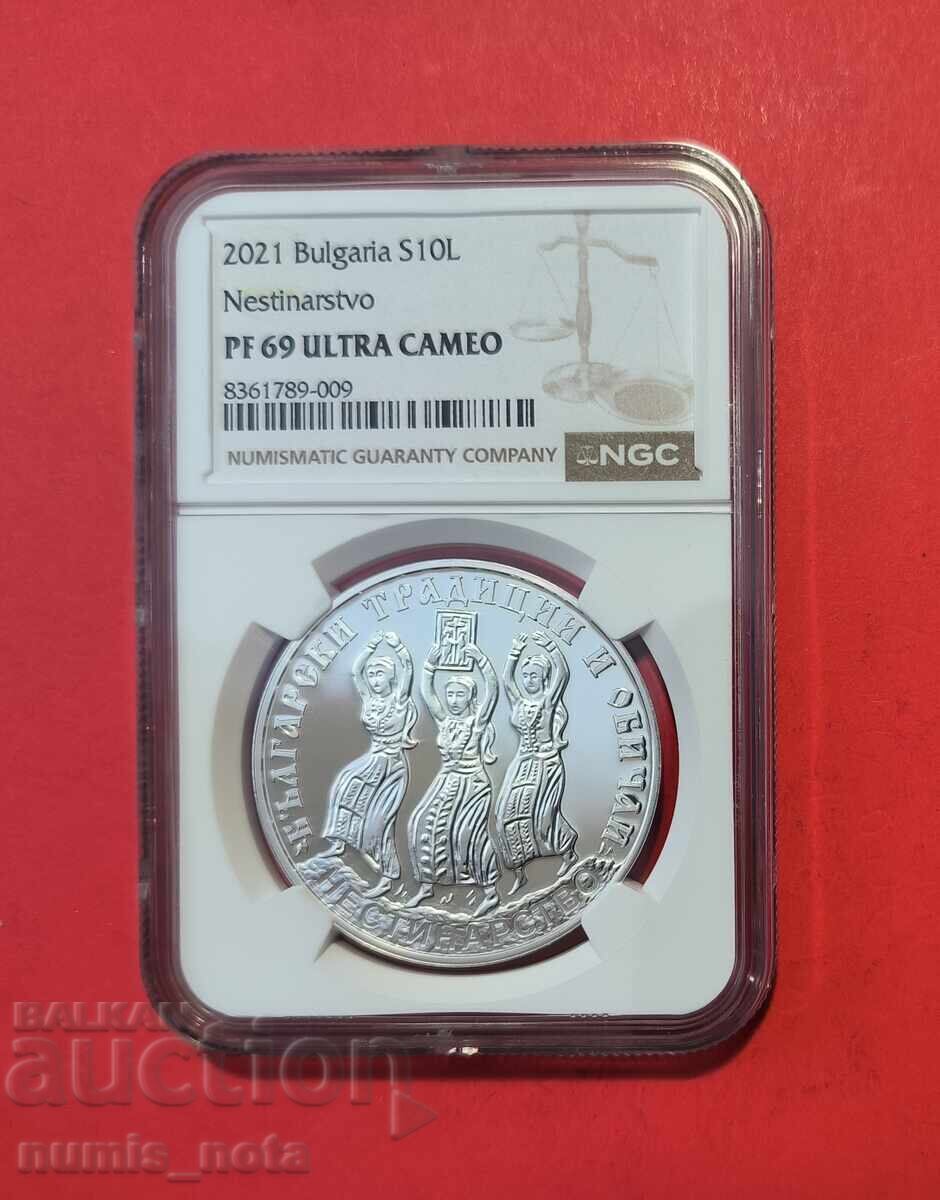 2021 Bulgaria S10L
Nestinarstvo
PF 69 ULTRA CAMEO
8361789-009
NUMISMATIC GUARANTY COMPANY
NGC
БЪЛГАРСКИ ТРАДИЦИИ И ОБИЧАИ
НЕСТИНАРСТВО
BALKAN
auction
numis_nota